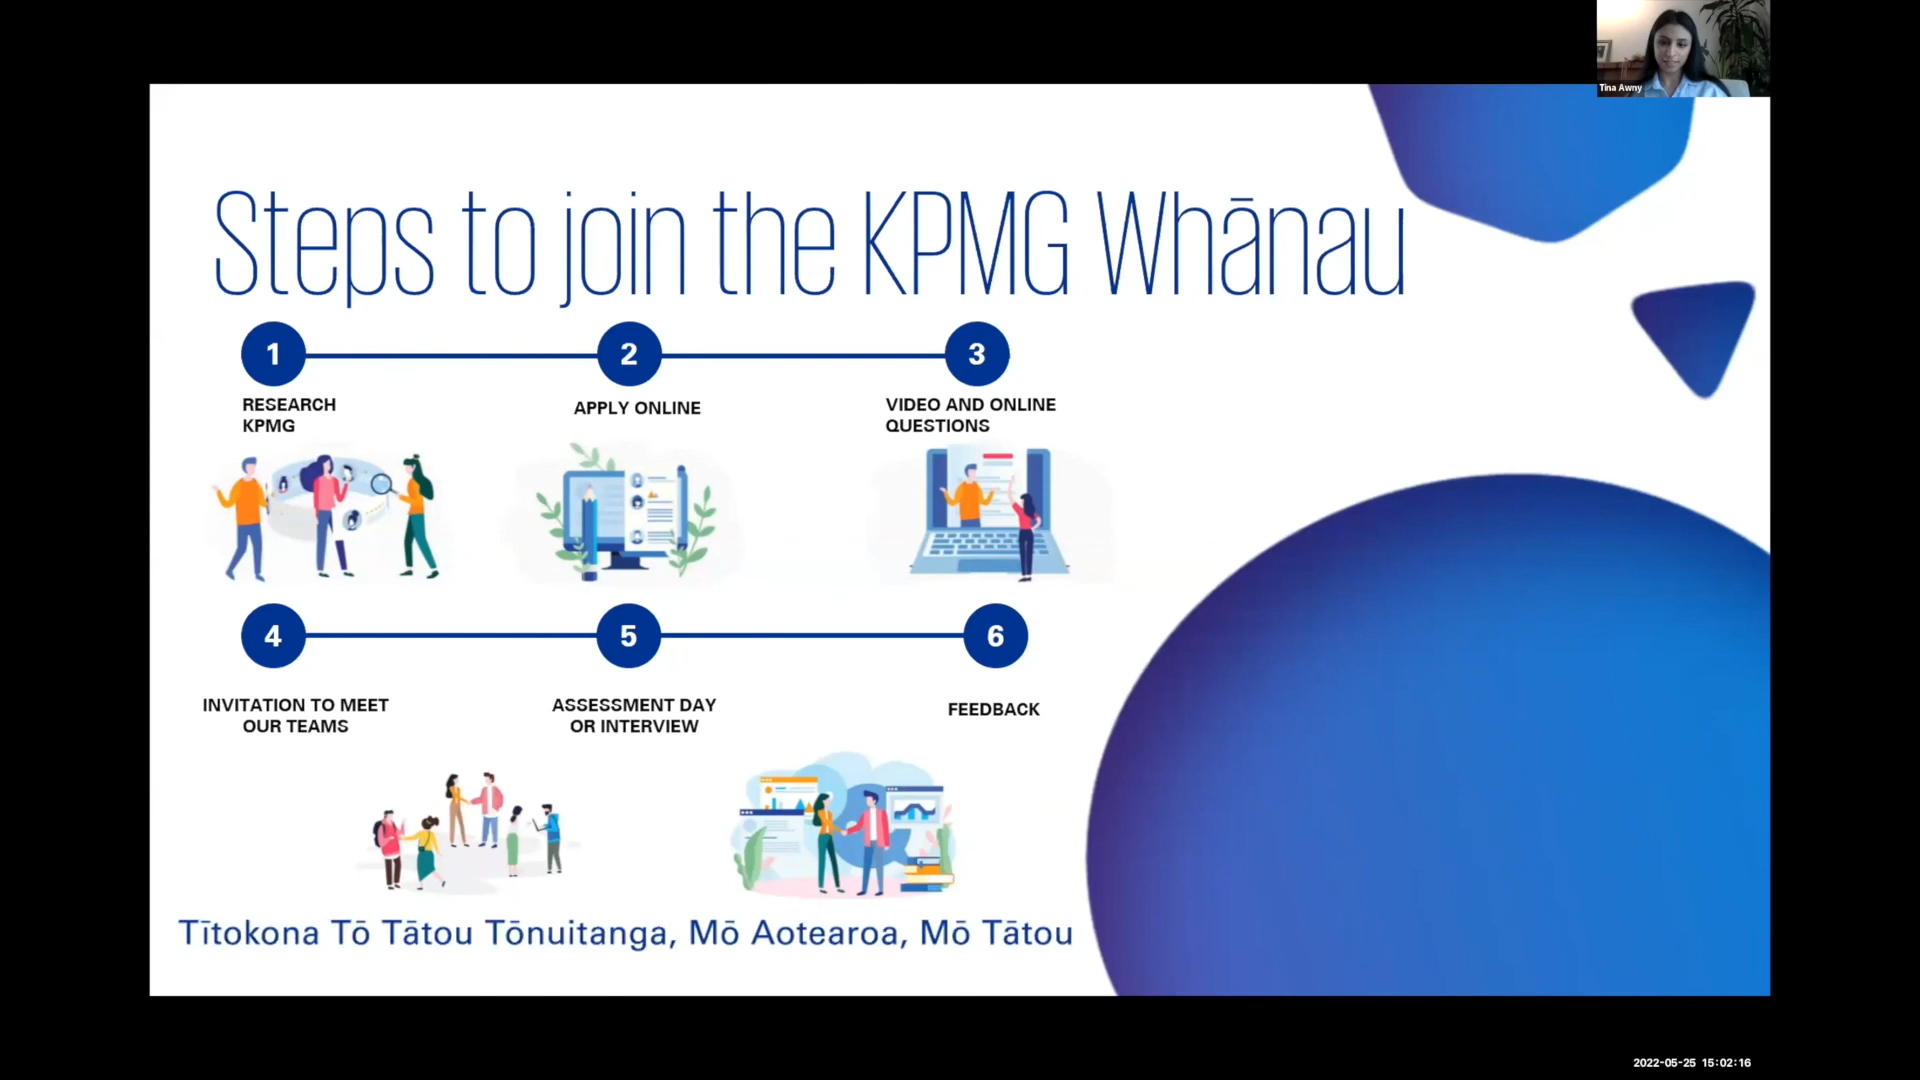 Tina Awny
Steps to join the KPMG Whānau
1
2
3
RESEARCH
KPMG
APPLY ONLINE
VIDEO AND ONLINE
QUESTIONS
4
5
6
INVITATION TO MEET
OUR TEAMS
ASSESSMENT DAY
OR INTERVIEW
FEEDBACK
Tītokona Tō Tātou Tōnuitanga, Mō Aotearoa, Mō Tātou
2022-05-25 15:02:16